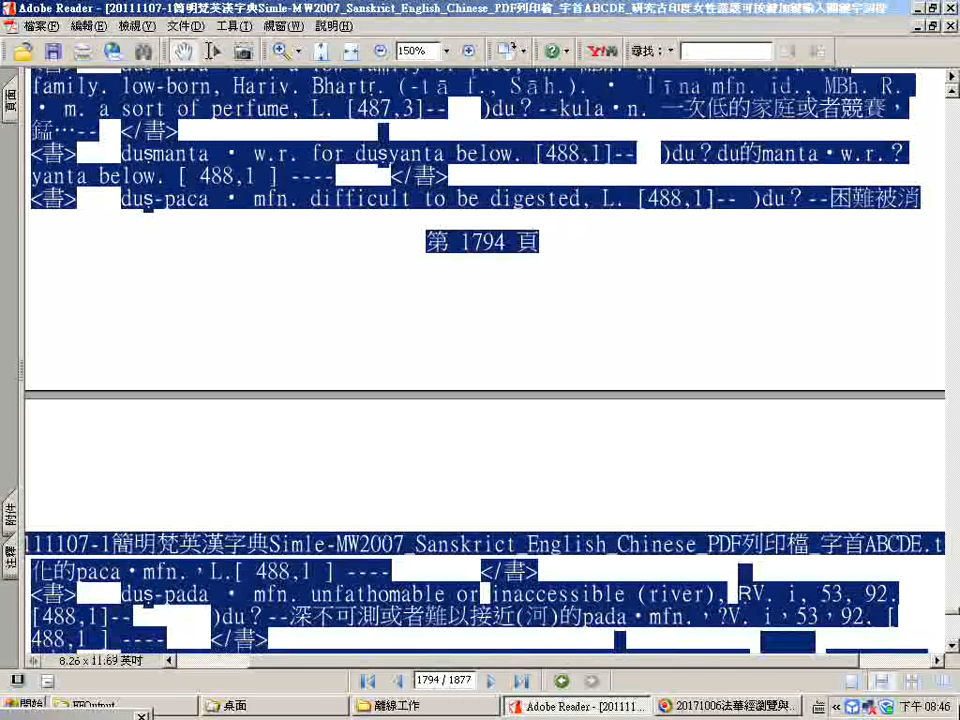 Adobe Reader - [20111107-1簡明梵英漢字典Simle-MW2007_Sanskrict_English_Chinese_PDF列印檔_字首ABCDE_研究古印度女性議題可按鍵加鍵輸入關鍵字詞搜
檔案(F) 編輯(E) 檢視(V) 文件(D) 工具(T) 視窗(W) 說明(H)
150% Y! 尋找:
頁面
family. low-born, Hariv. Bhartṛ. (-tā f., Sāh.). ‧ līna mfn. id., MBh. R.
‧ m. a sort of perfume, L. [487,3]-- )du？--kula‧n. 一次低的家庭或者競賽，
錳…-- </書>
<書> duṣmanta ‧ w.r. for duṣyanta below. [488,1]-- )du？du的manta‧w.r.？
yanta below. [ 488,1 ] ---- </書>
<書> duṣ-paca ‧ mfn. difficult to be digested, L. [488,1]-- )du？--困難被消
第 1794 頁
附件
注釋
111107-1簡明梵英漢字典Simle-MW2007_Sanskrict_English_Chinese_PDF列印檔_字首ABCDE.t
化的paca‧mfn.，L.[ 488,1 ] ---- </書>
<書> duṣ-pada ‧ mfn. unfathomable or inaccessible (river), RV. i, 53, 92.
[488,1]-- )du？--深不可測或者難以接近(河)的pada‧mfn.，?V. i，53，92. [
488,1 ] ---- </書>
8.26 x 11.69 英吋
1794 / 1877
開始 桌面 離線工作 Adobe Reader - [201111... 20171006法華經瀏覽與... 下午 08:46